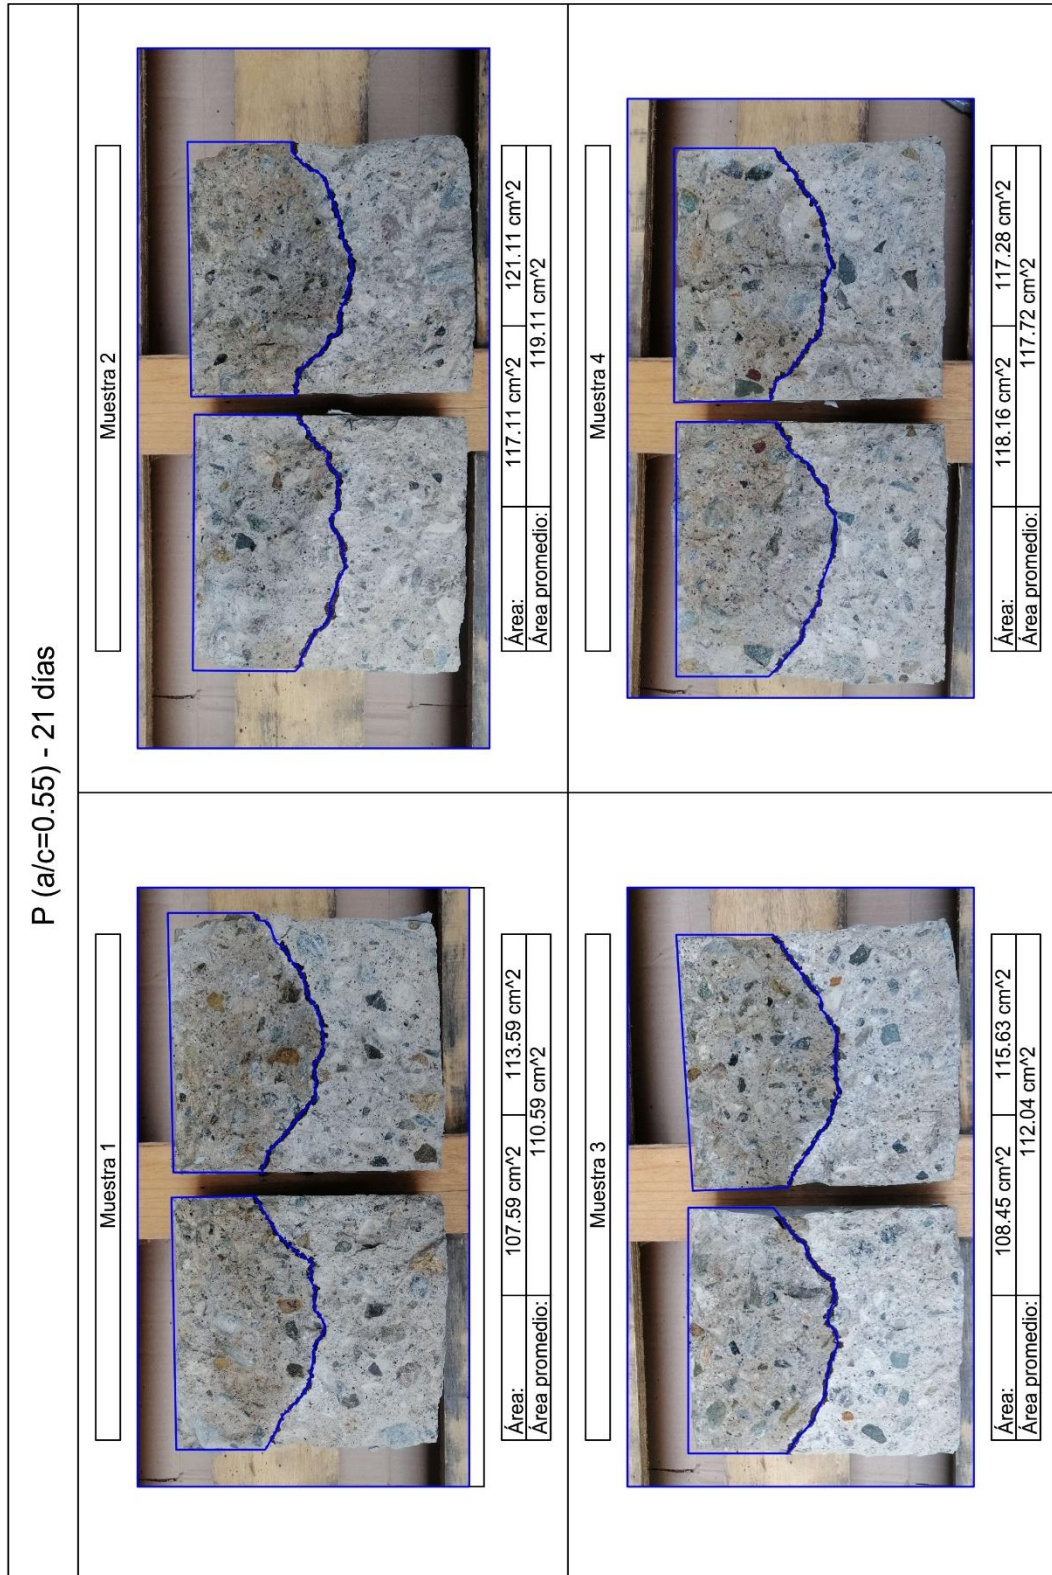 P (a/c=0.55) - 21 días
Muestra 1
Área: 107.59 cm^2 113.59 cm^2
Área promedio: 110.59 cm^2
Muestra 2
Área: 117.11 cm^2 121.11 cm^2
Área promedio: 119.11 cm^2
Muestra 3
Área: 108.45 cm^2 115.63 cm^2
Área promedio: 112.04 cm^2
Muestra 4
Área: 118.16 cm^2 117.28 cm^2
Área promedio: 117.72 cm^2